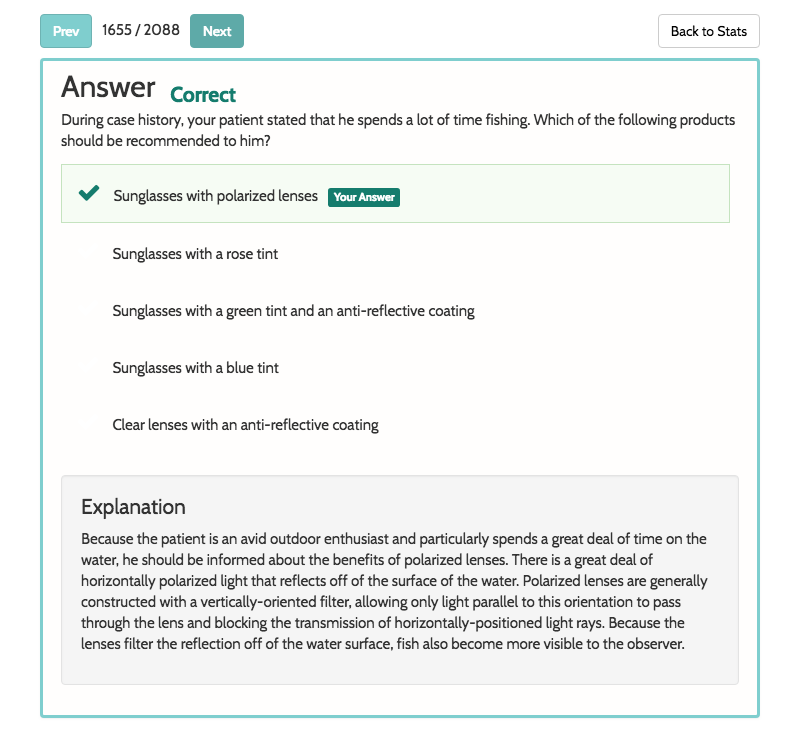 Prev 1655 / 2088 Next Back to Stats
Answer Correct
During case history, your patient stated that he spends a lot of time fishing. Which of the following products
should be recommended to him?
Sunglasses with polarized lenses Your Answer
Sunglasses with a rose tint
Sunglasses with a green tint and an anti-reflective coating
Sunglasses with a blue tint
Clear lenses with an anti-reflective coating
Explanation
Because the patient is an avid outdoor enthusiast and particularly spends a great deal of time on the
water, he should be informed about the benefits of polarized lenses. There is a great deal of
horizontally polarized light that reflects off of the surface of the water. Polarized lenses are generally
constructed with a vertically-oriented filter, allowing only light parallel to this orientation to pass
through the lens and blocking the transmission of horizontally-positioned light rays. Because the
lenses filter the reflection off of the water surface, fish also become more visible to the observer.